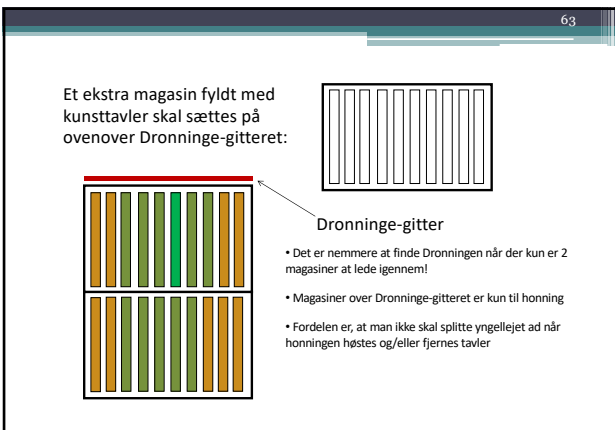 63
Et ekstra magasin fyldt med
kunsttavler skal sættes på
ovenover Dronninge-gitteret:
Dronninge-gitter
• Det er nemmere at finde Dronningen når der kun er 2
magasiner at lede igennem!
• Magasiner over Dronninge-gitteret er kun til honning
• Fordelen er, at man ikke skal splitte yngellejet ad når
honningen høstes og/eller fjernes tavler